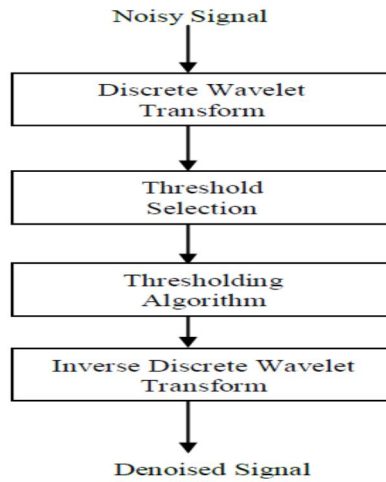 Noisy Signal
Discrete Wavelet
Transform
Threshold
Selection
Thresholding
Algorithm
Inverse Discrete Wavelet
Transform
Denoised Signal